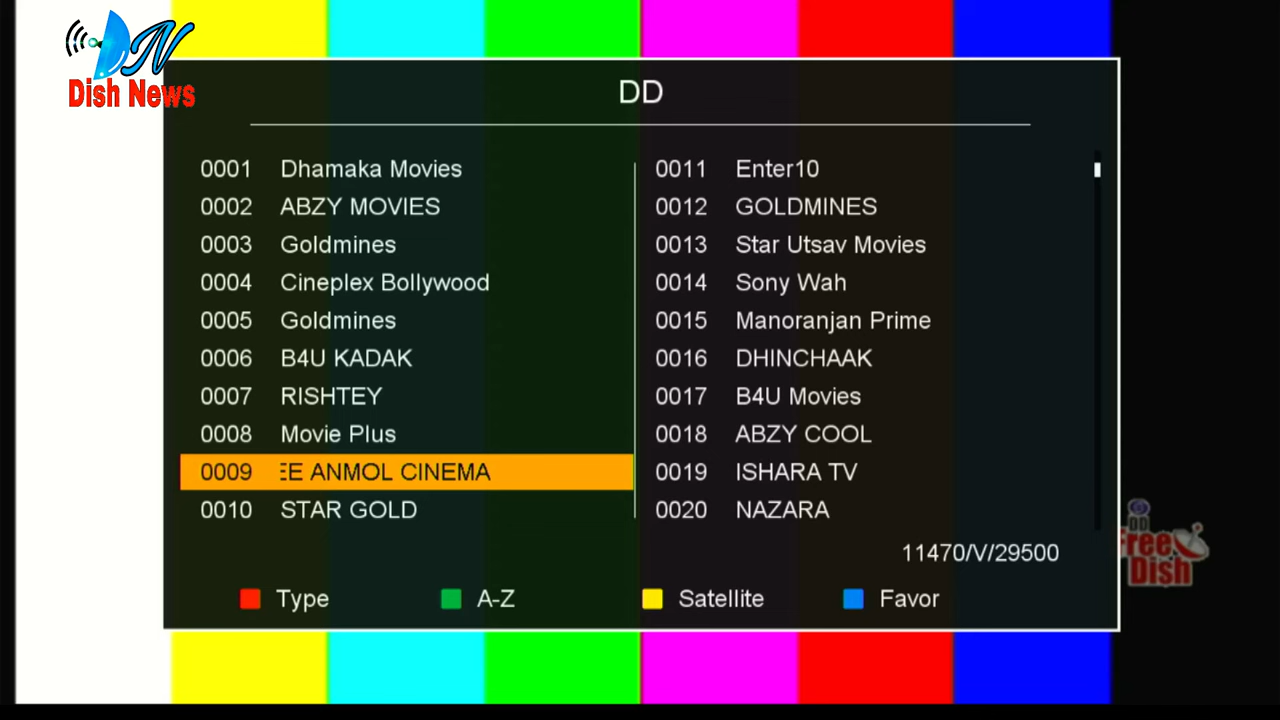 DN
Dish News
DD
0001 Dhamaka Movies
0002 ABZY MOVIES
0003 Goldmines
0004 Cineplex Bollywood
0005 Goldmines
0006 B4U KADAK
0007 RISHTEY
0008 Movie Plus
0009 EE ANMOL CINEMA
0010 STAR GOLD
0011 Enter10
0012 GOLDMINES
0013 Star Utsav Movies
0014 Sony Wah
0015 Manoranjan Prime
0016 DHINCHAAK
0017 B4U Movies
0018 ABZY COOL
0019 ISHARA TV
0020 NAZARA
11470/V/29500
Type A-Z Satellite Favor
DD
Free
Dish